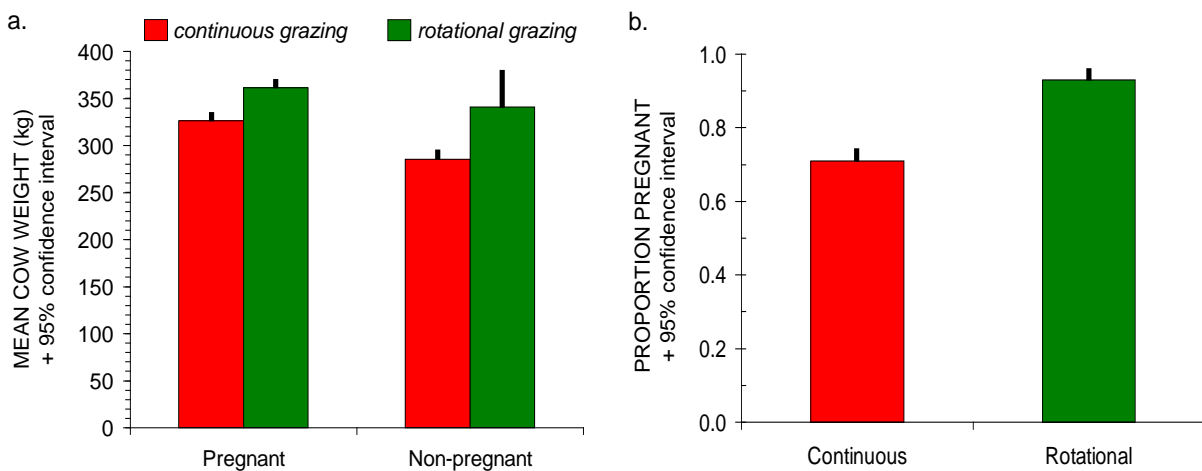 a.
continuous grazing
rotational grazing
MEAN COW WEIGHT (kg)
+ 95% confidence interval
400
350
300
250
200
150
100
50
0
Pregnant
Non-pregnant
b.
PROPORTION PREGNANT
+ 95% confidence interval
1.0
0.8
0.6
0.4
0.2
0.0
Continuous
Rotational